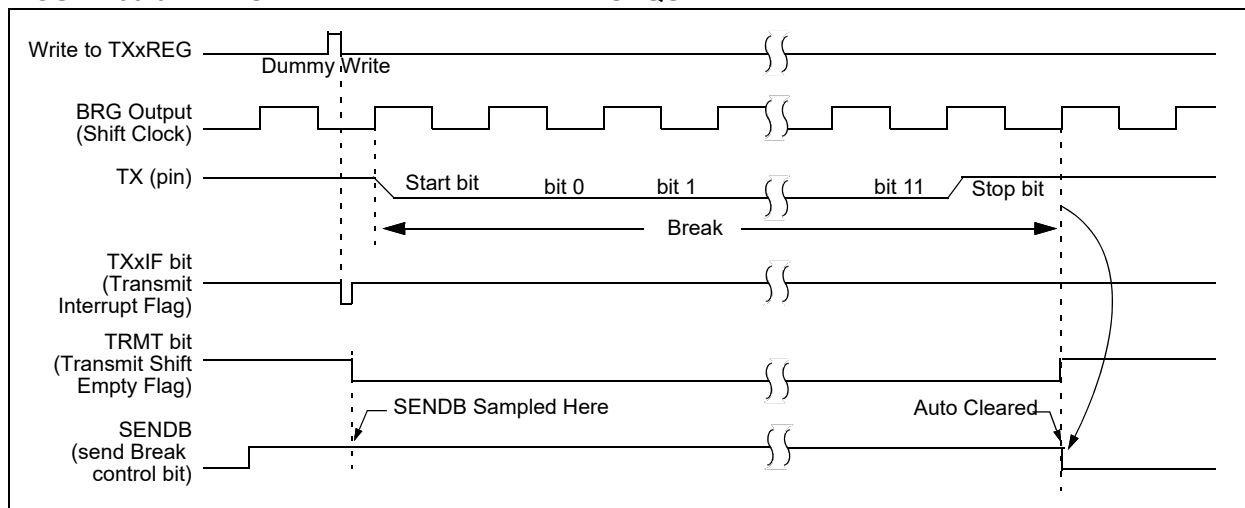 Write to TXxREG
Dummy Write
BRG Output
(Shift Clock)
TX (pin)
Start bit
bit 0
bit 1
bit 11
Stop bit
Break
TXxIF bit
(Transmit
Interrupt Flag)
TRMT bit
(Transmit Shift
Empty Flag)
SENDB Sampled Here
Auto Cleared
SENDB
(send Break
control bit)